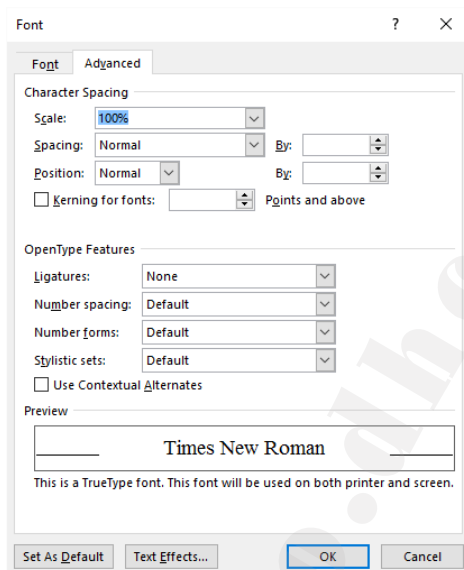 Font ? ×
Font Advanced
Character Spacing
Scale: 100%
Spacing: Normal By:
Position: Normal By:
Kerning for fonts: Points and above
OpenType Features
Ligatures: None
Number spacing: Default
Number forms: Default
Stylistic sets: Default
Use Contextual Alternates
Preview
Times New Roman
This is a TrueType font. This font will be used on both printer and screen.
Set As Default Text Effects... OK Cancel